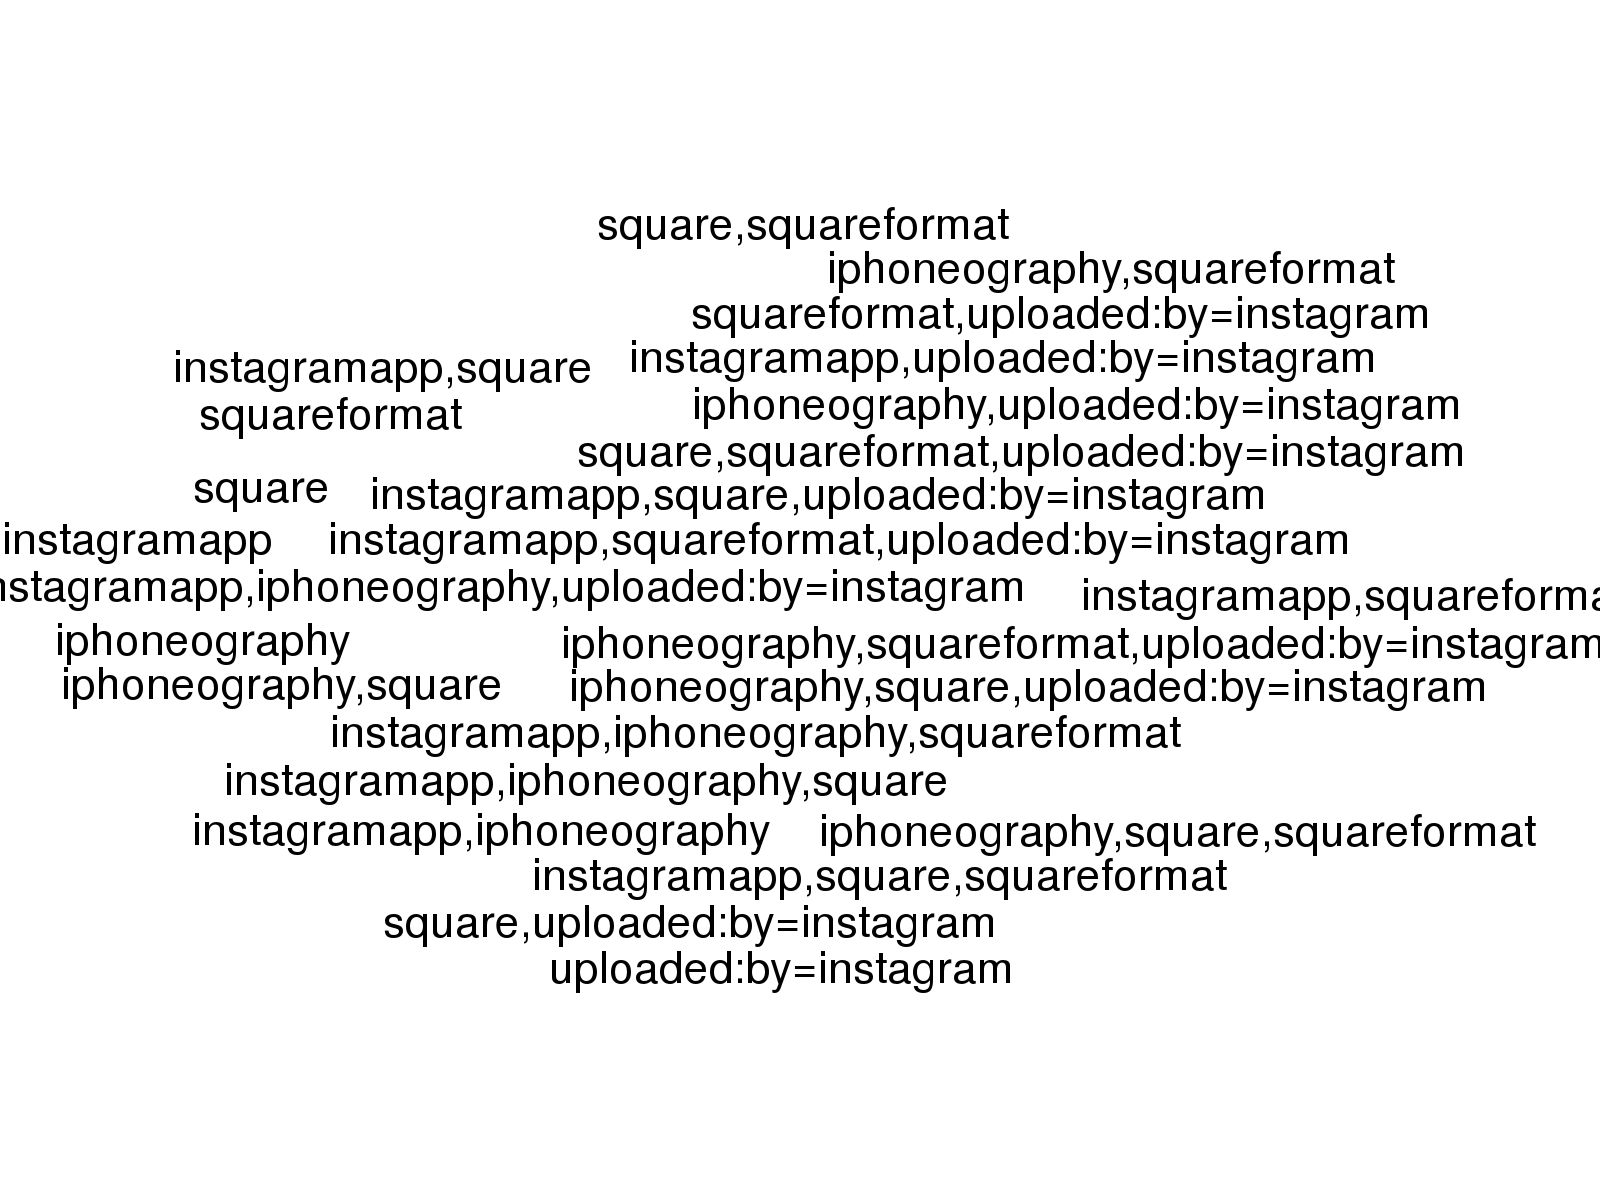 square,squareformat
iphoneography,squareformat
squareformat,uploaded:by=instagram
instagramapp,square instagramapp,uploaded:by=instagram
squareformat iphoneography,uploaded:by=instagram
square,squareformat,uploaded:by=instagram
square instagramapp,square,uploaded:by=instagram
instagramapp instagramapp,squareformat,uploaded:by=instagram
nstagramapp,iphoneography,uploaded:by=instagram instagramapp,squareforma
iphoneography iphoneography,squareformat,uploaded:by=instagram
iphoneography,square iphoneography,square,uploaded:by=instagram
instagramapp,iphoneography,squareformat
instagramapp,iphoneography,square
instagramapp,iphoneography iphoneography,square,squareformat
instagramapp,square,squareformat
square,uploaded:by=instagram
uploaded:by=instagram